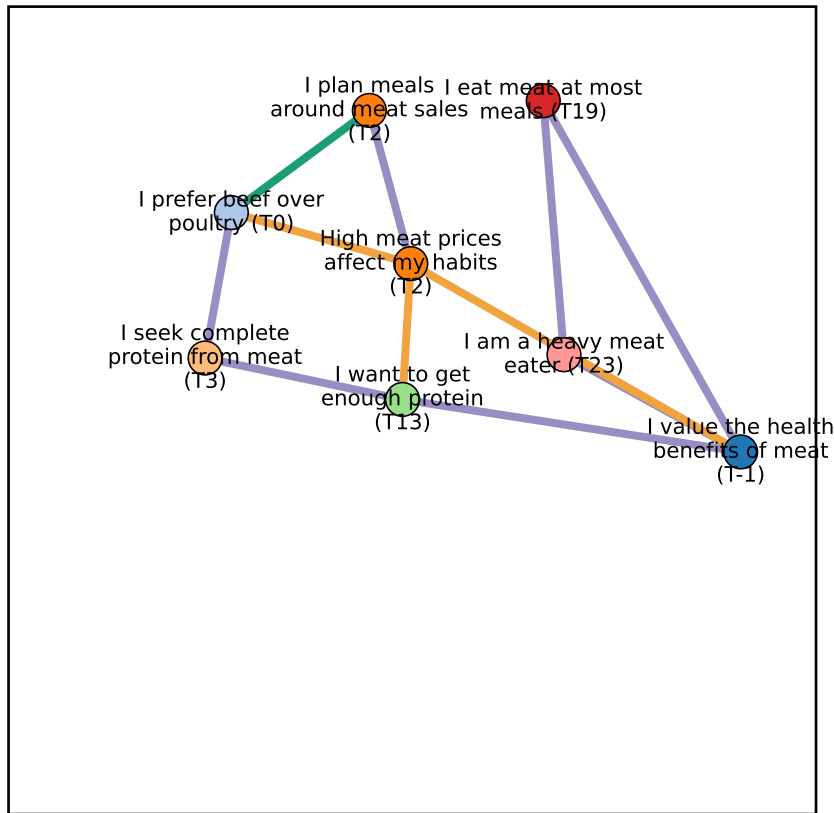 I plan meals
around meat sales
(T2)
I eat meat at most
meals (T19)
I prefer beef over
poultry (T0)
High meat prices
affect my habits
(T2)
I seek complete
protein from meat
(T3)
I am a heavy meat
eater (T23)
I want to get
enough protein
(T13)
I value the health
benefits of meat
(T-1)